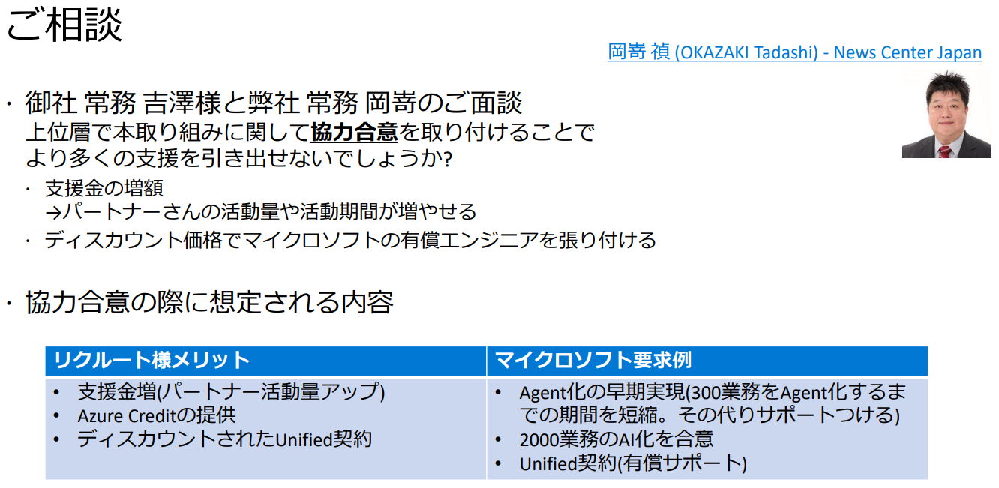 ご相談
岡嵜 禎 (OKAZAKI Tadashi) - News Center Japan
・ 御社 常務 吉澤様と弊社 常務 岡嵜のご面談
上位層で本取り組みに関して協力合意を取り付けることで
より多くの支援を引き出せないでしょうか?
・ 支援金の増額
→パートナーさんの活動量や活動期間が増やせる
・ ディスカウント価格でマイクロソフトの有償エンジニアを張り付ける
・ 協力合意の際に想定される内容
リクルート様メリット
• 支援金増(パートナー活動量アップ)
• Azure Creditの提供
• ディスカウントされたUnified契約
マイクロソフト要求例
• Agent化の早期実現(300業務をAgent化するま
での期間を短縮。その代りサポートつける)
• 2000業務のAI化を合意
• Unified契約(有償サポート)